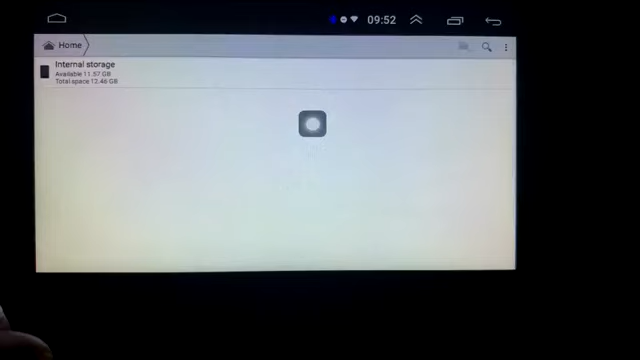 09:52
Home
Internal storage
Available 11.57 GB
Total space 12.46 GB